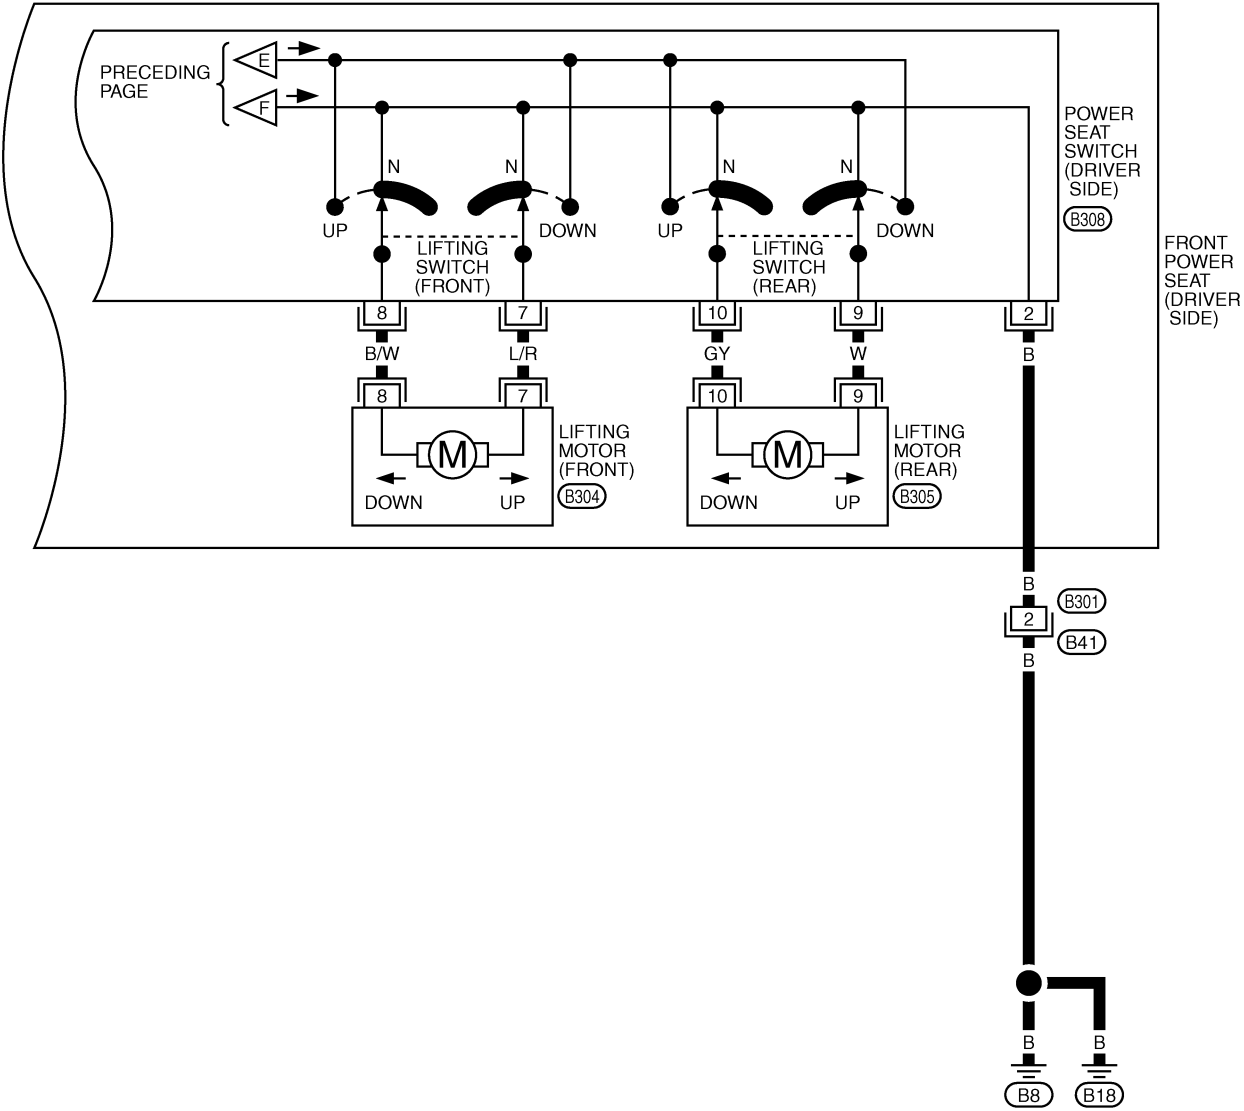 PRECEDING
PAGE
E
F
N
N
N
N
UP
DOWN
UP
DOWN
LIFTING
SWITCH
(FRONT)
LIFTING
SWITCH
(REAR)
POWER
SEAT
SWITCH
(DRIVER
SIDE)
B308
FRONT
POWER
SEAT
(DRIVER
SIDE)
8
7
10
9
2
B/W
L/R
GY
W
B
8
7
10
9
M
DOWN
UP
LIFTING
MOTOR
(FRONT)
B304
M
DOWN
UP
LIFTING
MOTOR
(REAR)
B305
B
B301
2
B41
B
B
B
B8
B18